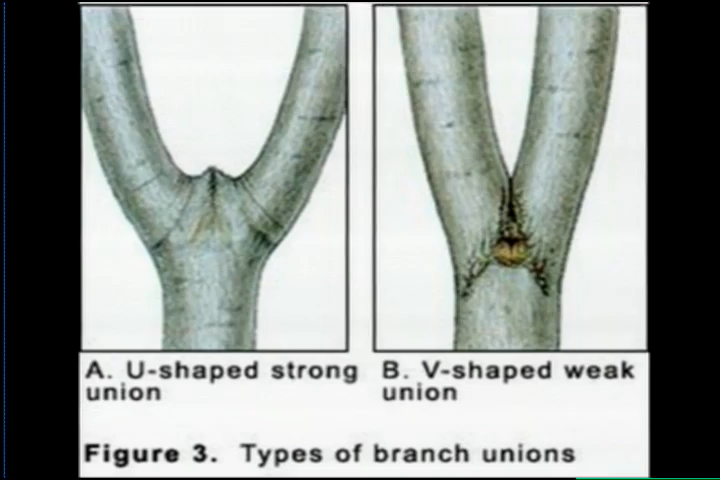 A. U-shaped strong
union
B. V-shaped weak
union
Figure 3. Types of branch unions